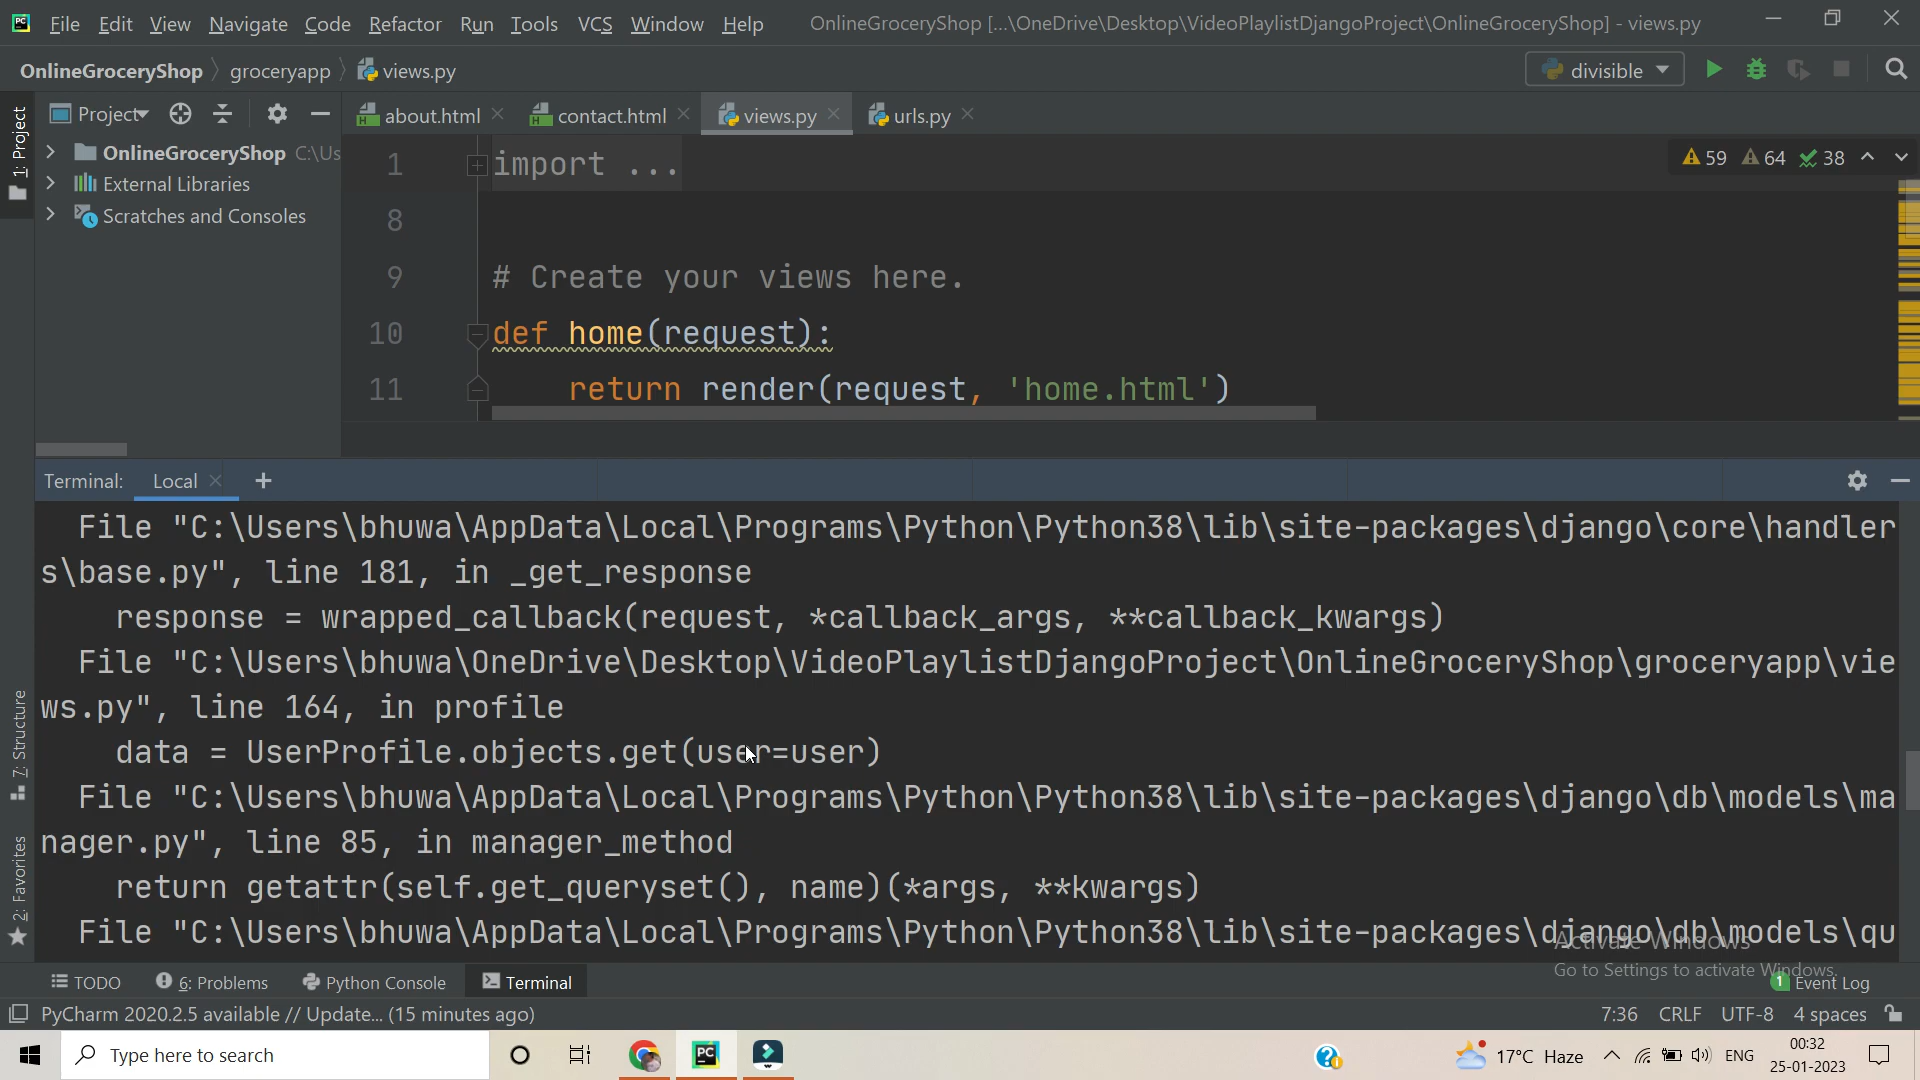 File Edit View Navigate Code Refactor Run Tools VCS Window Help OnlineGroceryShop [...\OneDrive\Desktop\VideoPlaylistDjangoProject\OnlineGroceryShop] - views.py
OnlineGroceryShop groceryapp views.py divisible
1: Project
Project
about.html contact.html views.py urls.py
OnlineGroceryShop C:\Us
External Libraries
Scratches and Consoles
59 64 38
1 import ...
8
9 # Create your views here.
10 def home(request):
11 return render(request, 'home.html')
Terminal: Local +
File "C:\Users\bhuwa\AppData\Local\Programs\Python\Python38\lib\site-packages\django\core\handler
s\base.py", line 181, in _get_response
response = wrapped_callback(request, *callback_args, **callback_kwargs)
File "C:\Users\bhuwa\OneDrive\Desktop\VideoPlaylistDjangoProject\OnlineGroceryShop\groceryapp\vie
ws.py", line 164, in profile
data = UserProfile.objects.get(user=user)
File "C:\Users\bhuwa\AppData\Local\Programs\Python\Python38\lib\site-packages\django\db\models\ma
nager.py", line 85, in manager_method
return getattr(self.get_queryset(), name)(*args, **kwargs)
File "C:\Users\bhuwa\AppData\Local\Programs\Python\Python38\lib\site-packages\django\db\models\qu
7: Structure
2: Favorites
Activate Windows
Go to Settings to activate Windows.
TODO 6: Problems Python Console Terminal 1 Event Log
PyCharm 2020.2.5 available // Update... (15 minutes ago) 7:36 CRLF UTF-8 4 spaces
Type here to search 17°C Haze ENG 00:32
25-01-2023